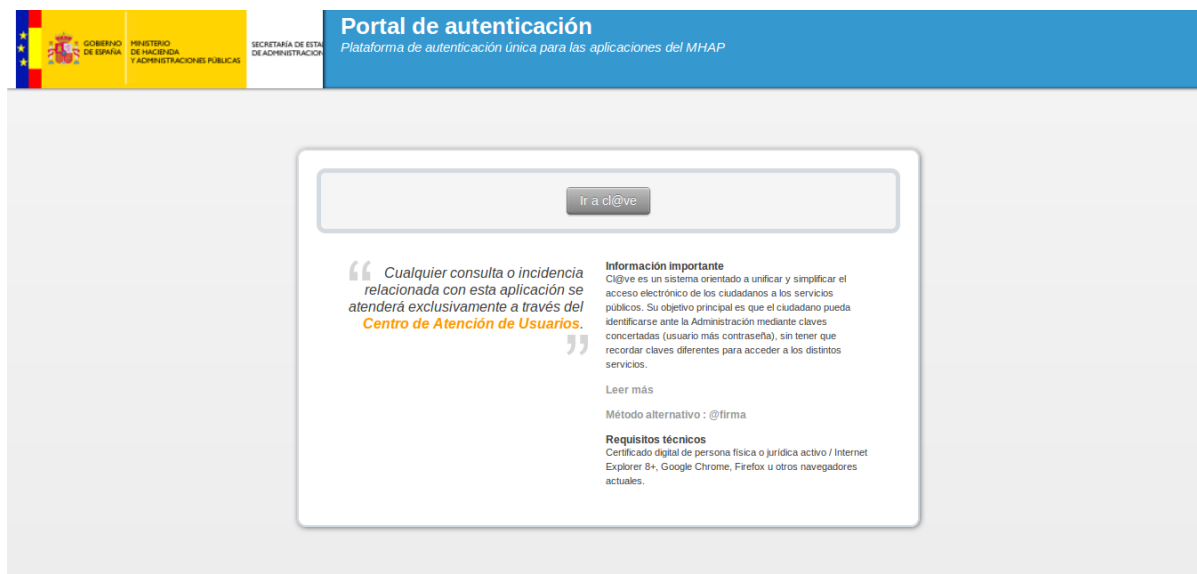 GOBIERNO
DE ESPAÑA
MINISTERIO
DE HACIENDA
Y ADMINISTRACIONES PÚBLICAS
SECRETARÍA DE ESTA
DE ADMINISTRACION
Portal de autenticación
Plataforma de autenticación única para las aplicaciones del MHAP
Ir a cl@ve
“ Cualquier consulta o incidencia
relacionada con esta aplicación se
atenderá exclusivamente a través del
Centro de Atención de Usuarios.
”
Información importante
Cl@ve es un sistema orientado a unificar y simplificar el
acceso electrónico de los ciudadanos a los servicios
públicos. Su objetivo principal es que el ciudadano pueda
identificarse ante la Administración mediante claves
concertadas (usuario más contraseña), sin tener que
recordar claves diferentes para acceder a los distintos
servicios.
Leer más
Método alternativo : @firma
Requisitos técnicos
Certificado digital de persona física o jurídica activo / Internet
Explorer 8+, Google Chrome, Firefox u otros navegadores
actuales.